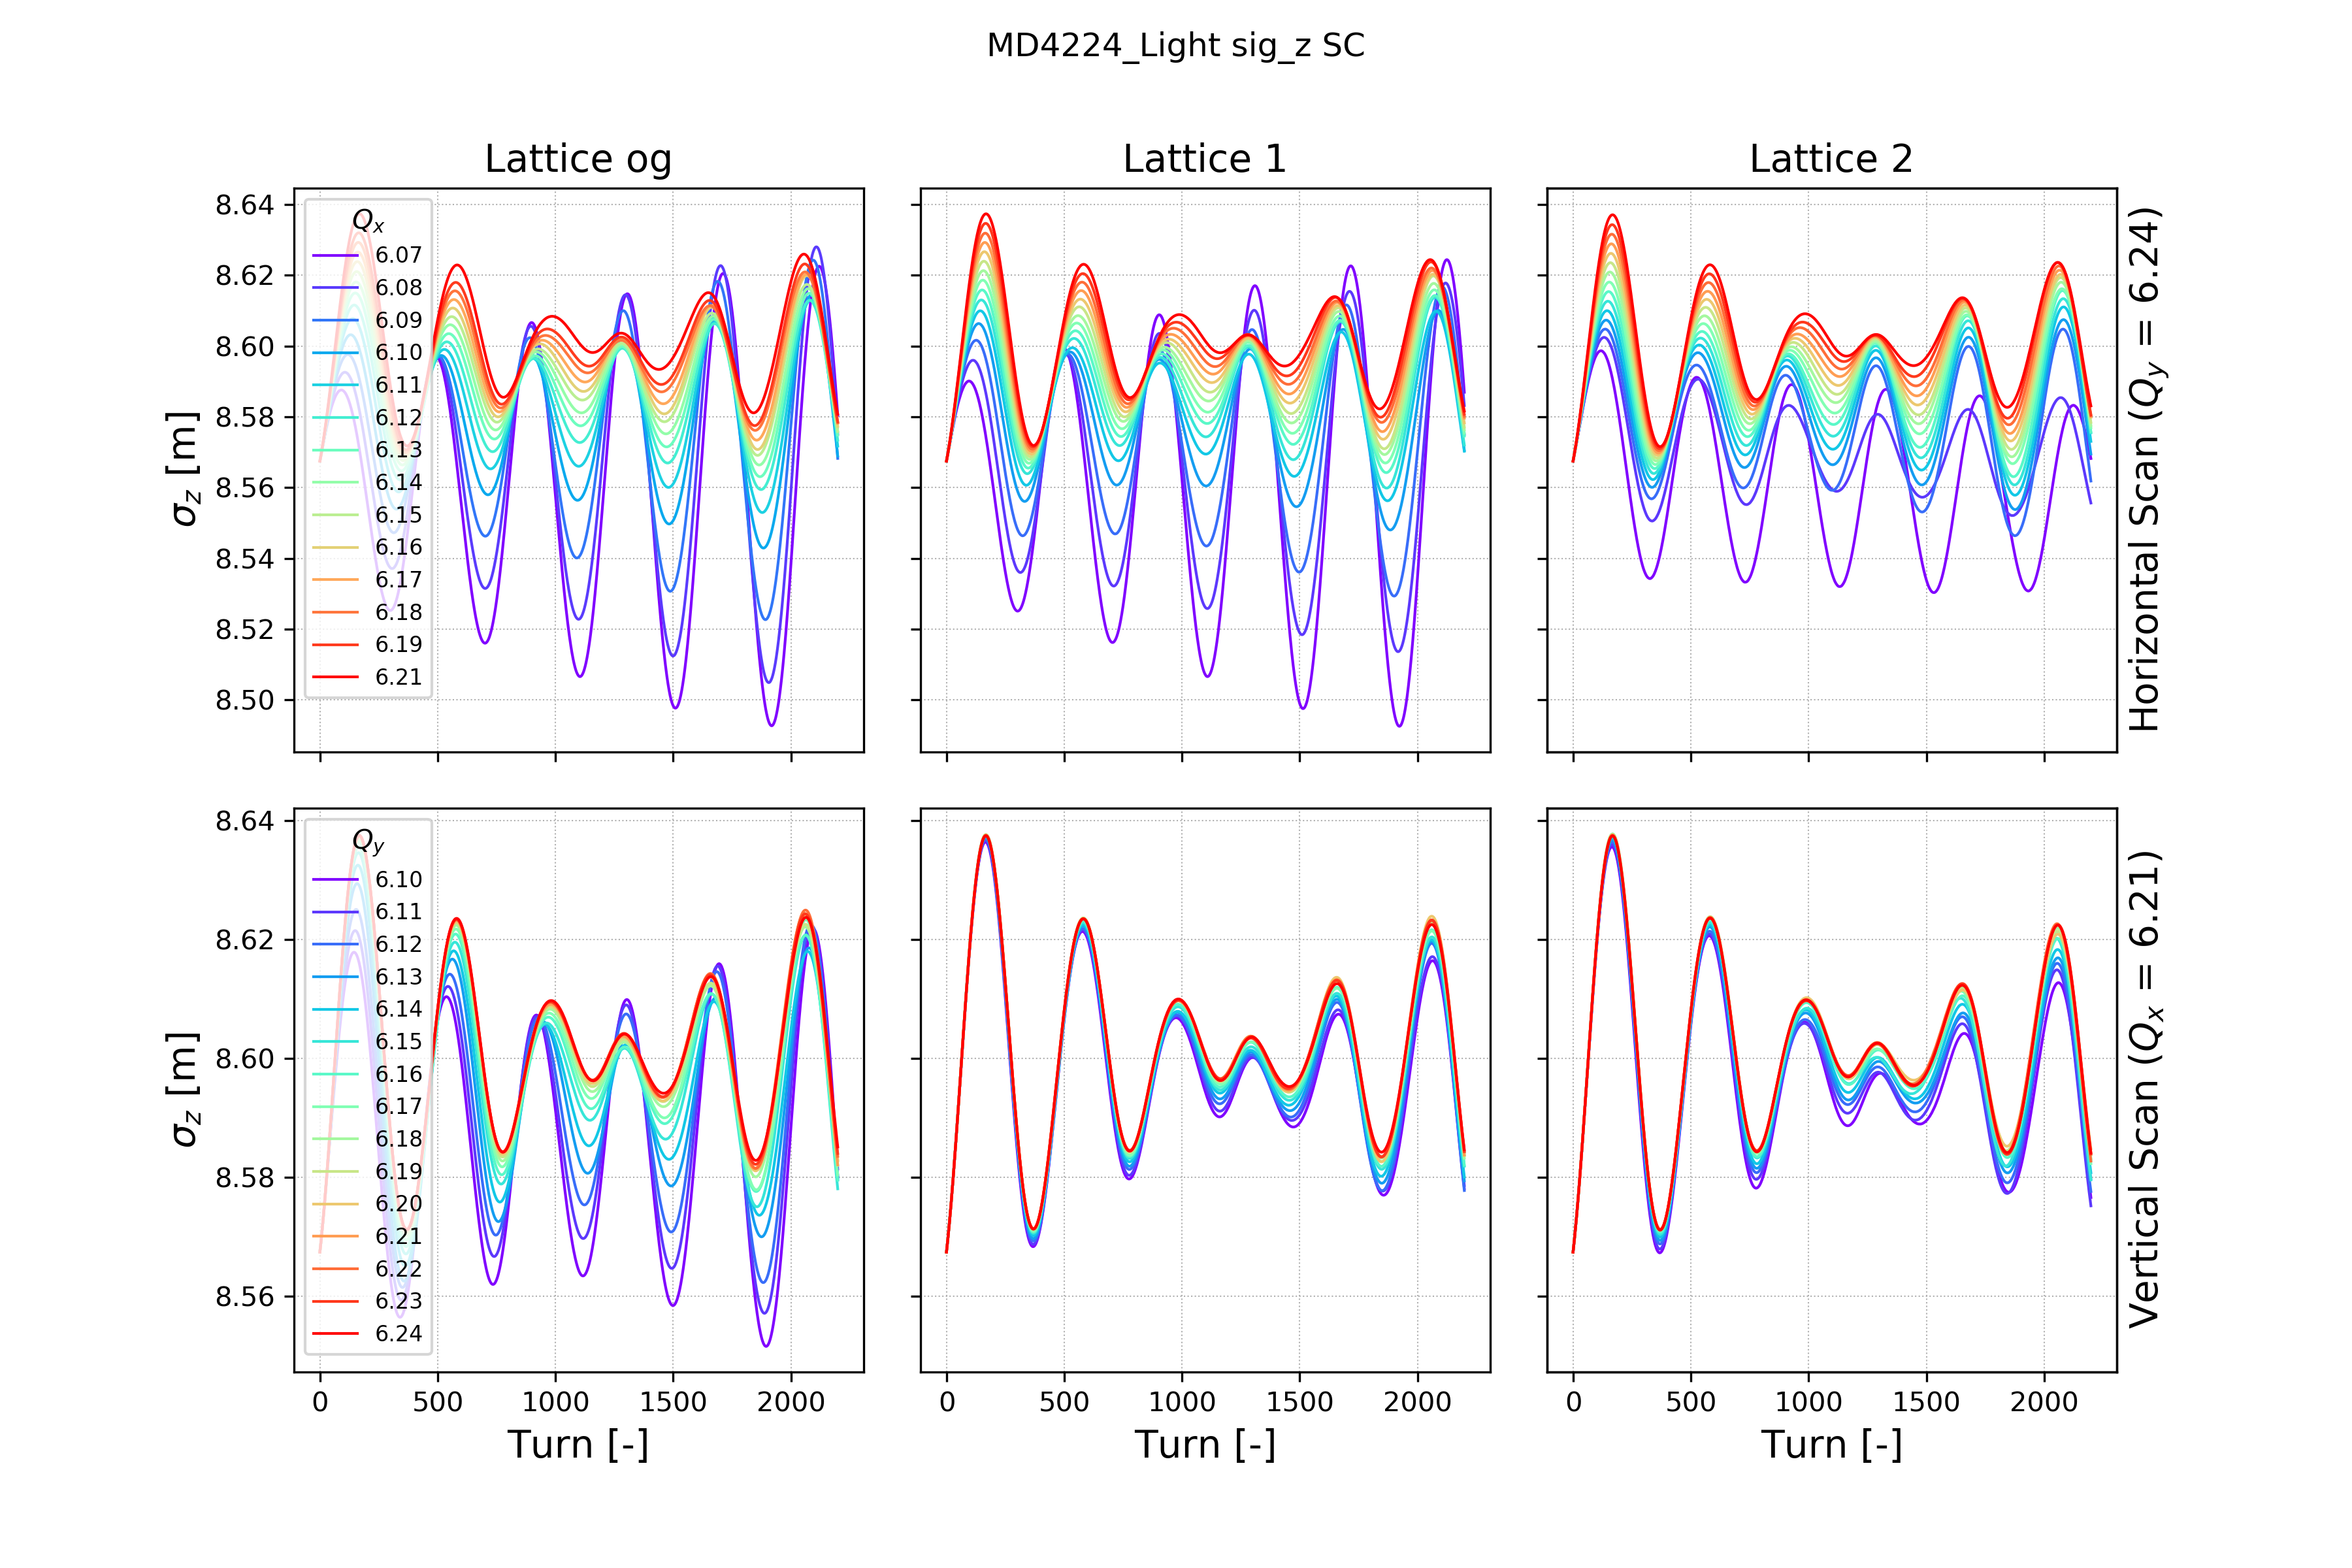 MD4224_Light sig_z SC
Lattice og
Lattice 1
Lattice 2
8.64
8.62
8.60
8.58
8.56
8.54
8.52
8.50
σz [m]
Qx
6.07
6.08
6.09
6.10
6.11
6.12
6.13
6.14
6.15
6.16
6.17
6.18
6.19
6.21
Horizontal Scan (Qy = 6.24)
8.64
8.62
8.60
8.58
8.56
σz [m]
Qy
6.10
6.11
6.12
6.13
6.14
6.15
6.16
6.17
6.18
6.19
6.20
6.21
6.22
6.23
6.24
Vertical Scan (Qx = 6.21)
0 500 1000 1500 2000
0 500 1000 1500 2000
0 500 1000 1500 2000
Turn [-]
Turn [-]
Turn [-]